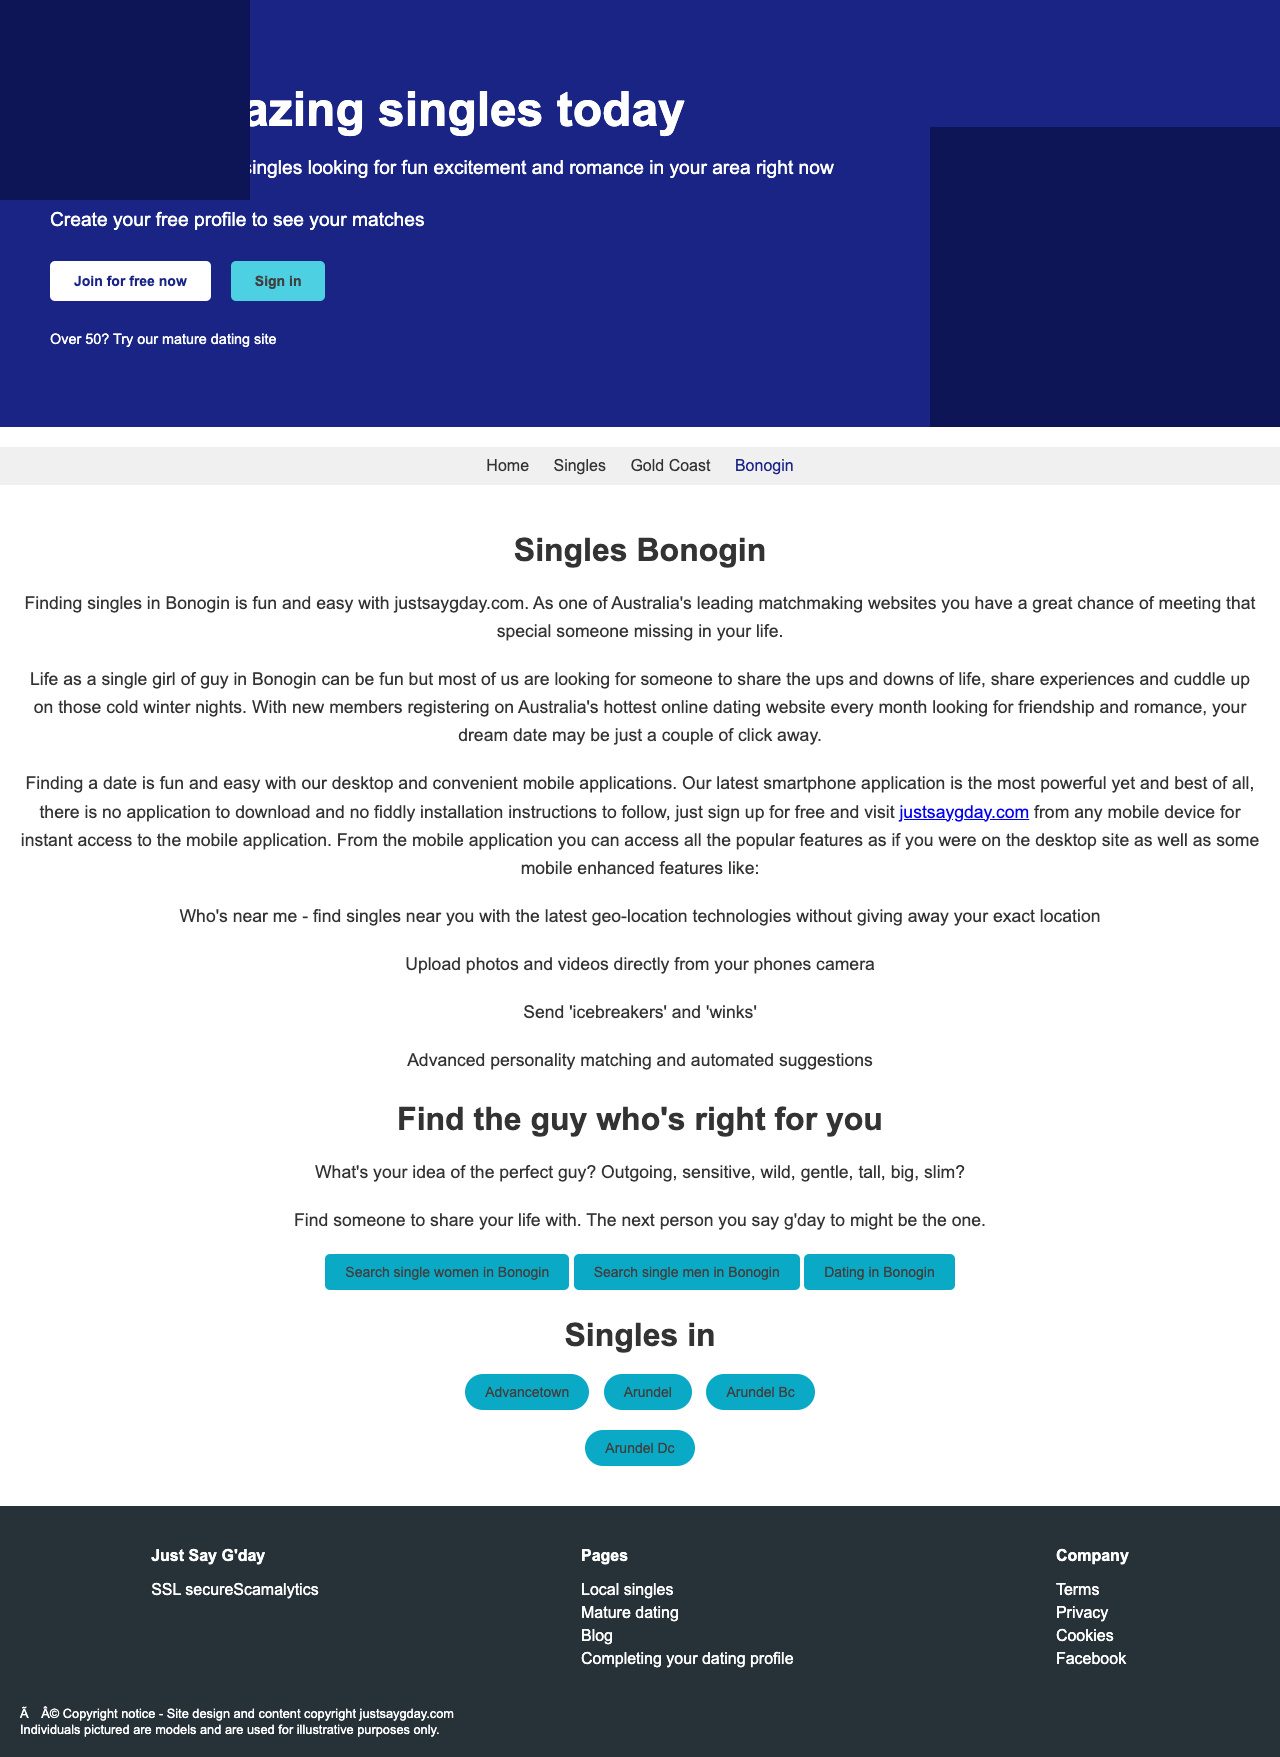 azing singles today
singles looking for fun excitement and romance in your area right now
Create your free profile to see your matches
Join for free now
Sign in
Over 50? Try our mature dating site
Home
Singles
Gold Coast
Bonogin
Singles Bonogin
Finding singles in Bonogin is fun and easy with justsaygday.com. As one of Australia's leading matchmaking websites you have a great chance of meeting that
special someone missing in your life.
Life as a single girl of guy in Bonogin can be fun but most of us are looking for someone to share the ups and downs of life, share experiences and cuddle up
on those cold winter nights. With new members registering on Australia's hottest online dating website every month looking for friendship and romance, your
dream date may be just a couple of click away.
Finding a date is fun and easy with our desktop and convenient mobile applications. Our latest smartphone application is the most powerful yet and best of all,
there is no application to download and no fiddly installation instructions to follow, just sign up for free and visit justsaygday.com from any mobile device for
instant access to the mobile application. From the mobile application you can access all the popular features as if you were on the desktop site as well as some
mobile enhanced features like:
Who's near me - find singles near you with the latest geo-location technologies without giving away your exact location
Upload photos and videos directly from your phones camera
Send 'icebreakers' and 'winks'
Advanced personality matching and automated suggestions
Find the guy who's right for you
What's your idea of the perfect guy? Outgoing, sensitive, wild, gentle, tall, big, slim?
Find someone to share your life with. The next person you say g'day to might be the one.
Search single women in Bonogin
Search single men in Bonogin
Dating in Bonogin
Singles in
Advancetown
Arundel
Arundel Bc
Arundel Dc
Just Say G'day
SSL secureScamalytics
Pages
Local singles
Mature dating
Blog
Completing your dating profile
Company
Terms
Privacy
Cookies
Facebook
Ã Â© Copyright notice - Site design and content copyright justsaygday.com
Individuals pictured are models and are used for illustrative purposes only.